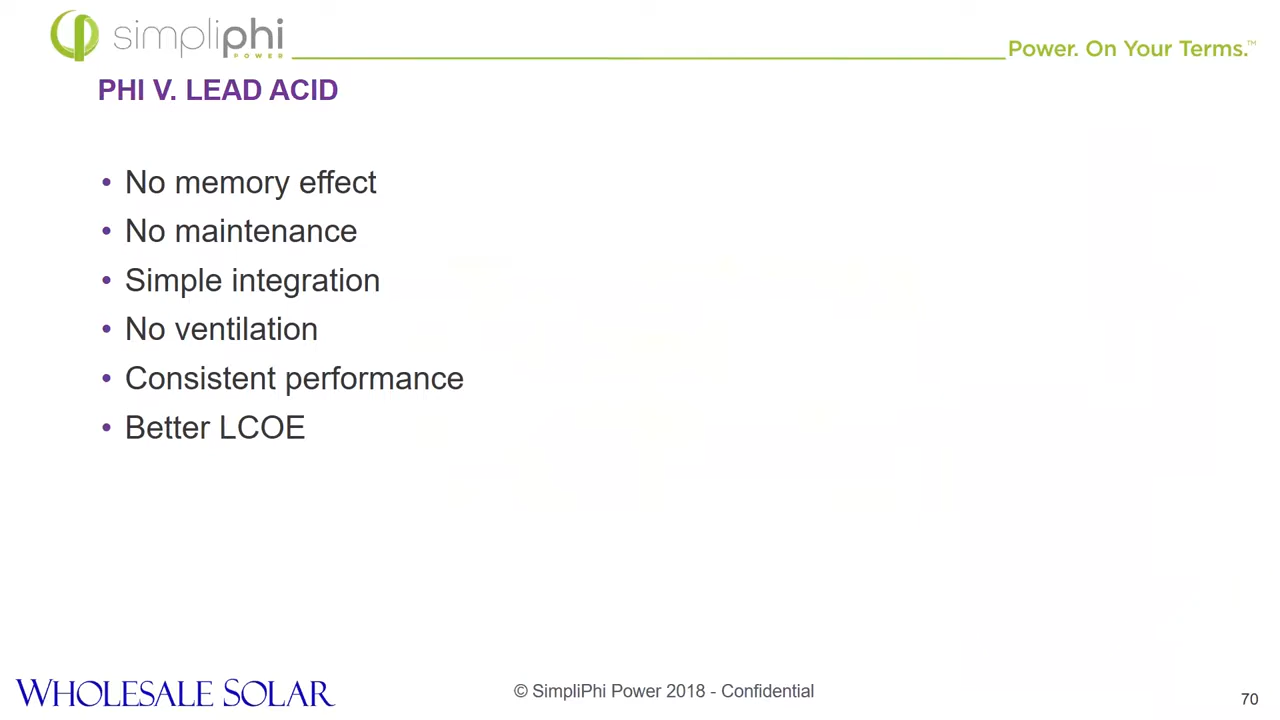 simpliphi
POWER
Power. On Your Terms.™
PHI V. LEAD ACID
• No memory effect
• No maintenance
• Simple integration
• No ventilation
• Consistent performance
• Better LCOE
WHOLESALE SOLAR
© SimpliPhi Power 2018 - Confidential
70